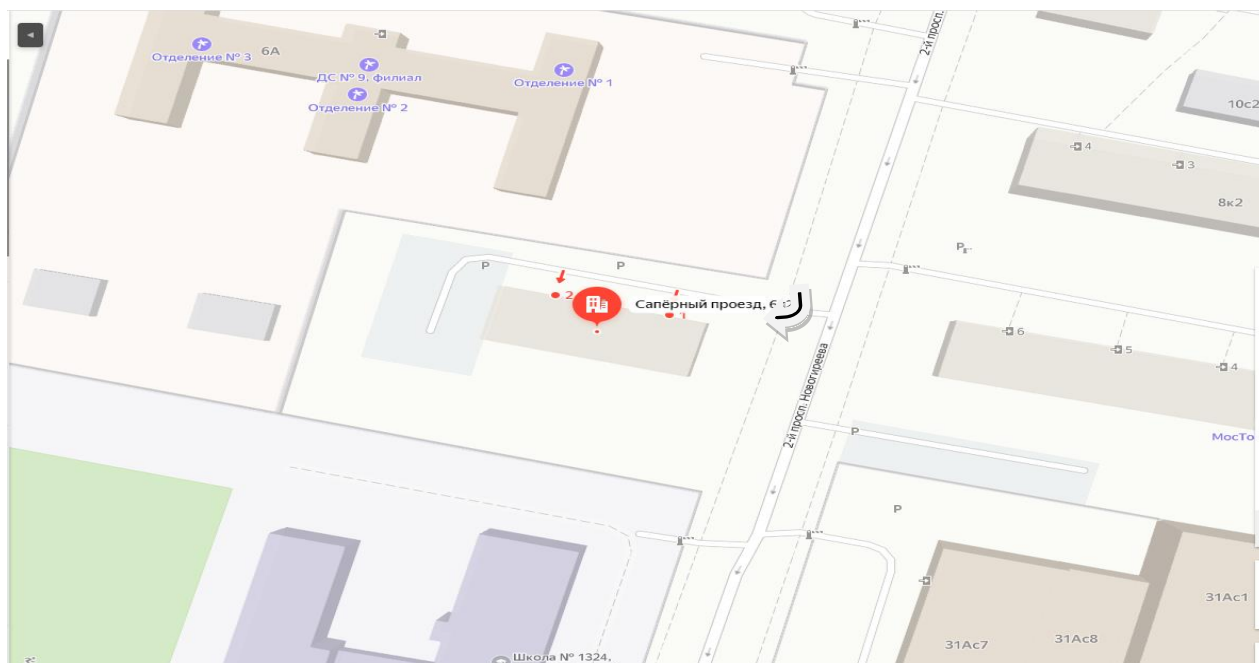 2-й просп.
6А
Отделение № 3
ДС № 9, филиал
Отделение № 1
Отделение № 2
10с2
4
3
8к2
P
P
P
2
Сапёрный проезд, 6
1
6
5
4
2-й просп. Новогиреева
P
МосТо
P
31Ас1
31Ас7
31Ас8
Школа № 1324,